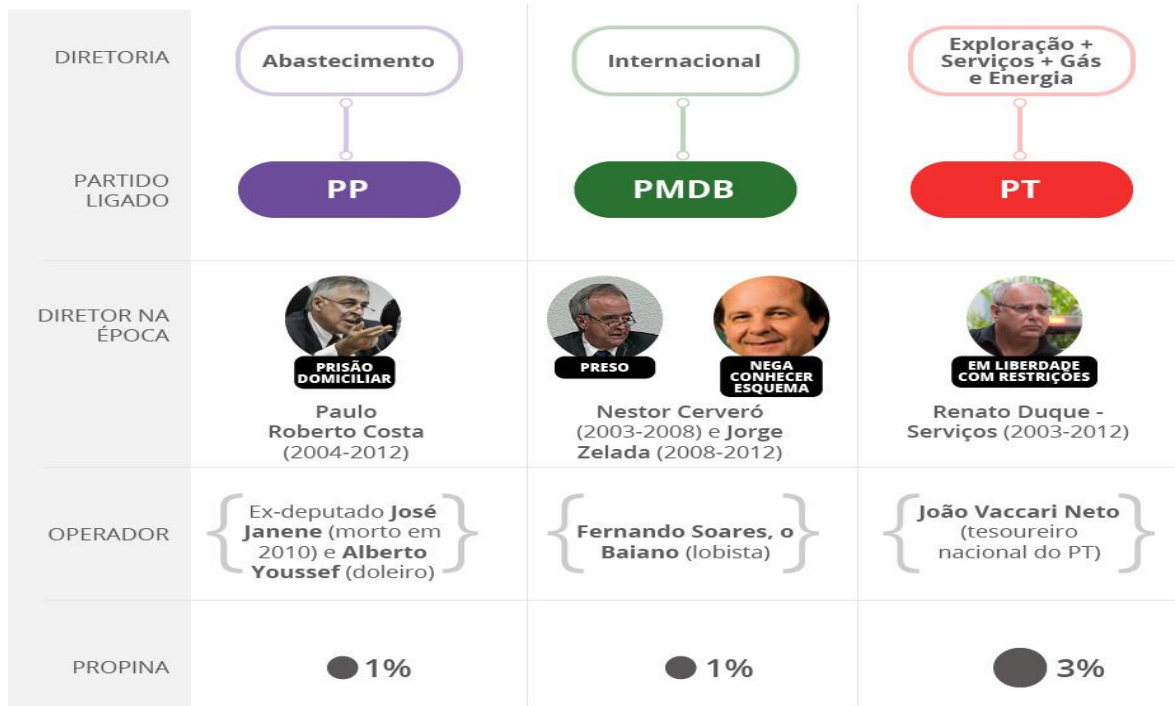 DIRETORIA
Abastecimento
Internacional
Exploração +
Serviços + Gás
e Energia
PARTIDO
LIGADO
PP
PMDB
PT
DIRETOR NA
ÉPOCA
PRISÃO
DOMICILIAR
Paulo
Roberto Costa
(2004-2012)
PRESO
NEGA
CONHECER
ESQUEMA
Nestor Cerveró
(2003-2008) e Jorge
Zelada (2008-2012)
EM LIBERDADE
COM RESTRIÇÕES
Renato Duque -
Serviços (2003-2012)
OPERADOR
Ex-deputado José
Janene (morto em
2010) e Alberto
Youssef (doleiro)
Fernando Soares, o
Baiano (lobista)
João Vaccari Neto
(tesoureiro
nacional do PT)
PROPINA
1%
1%
3%